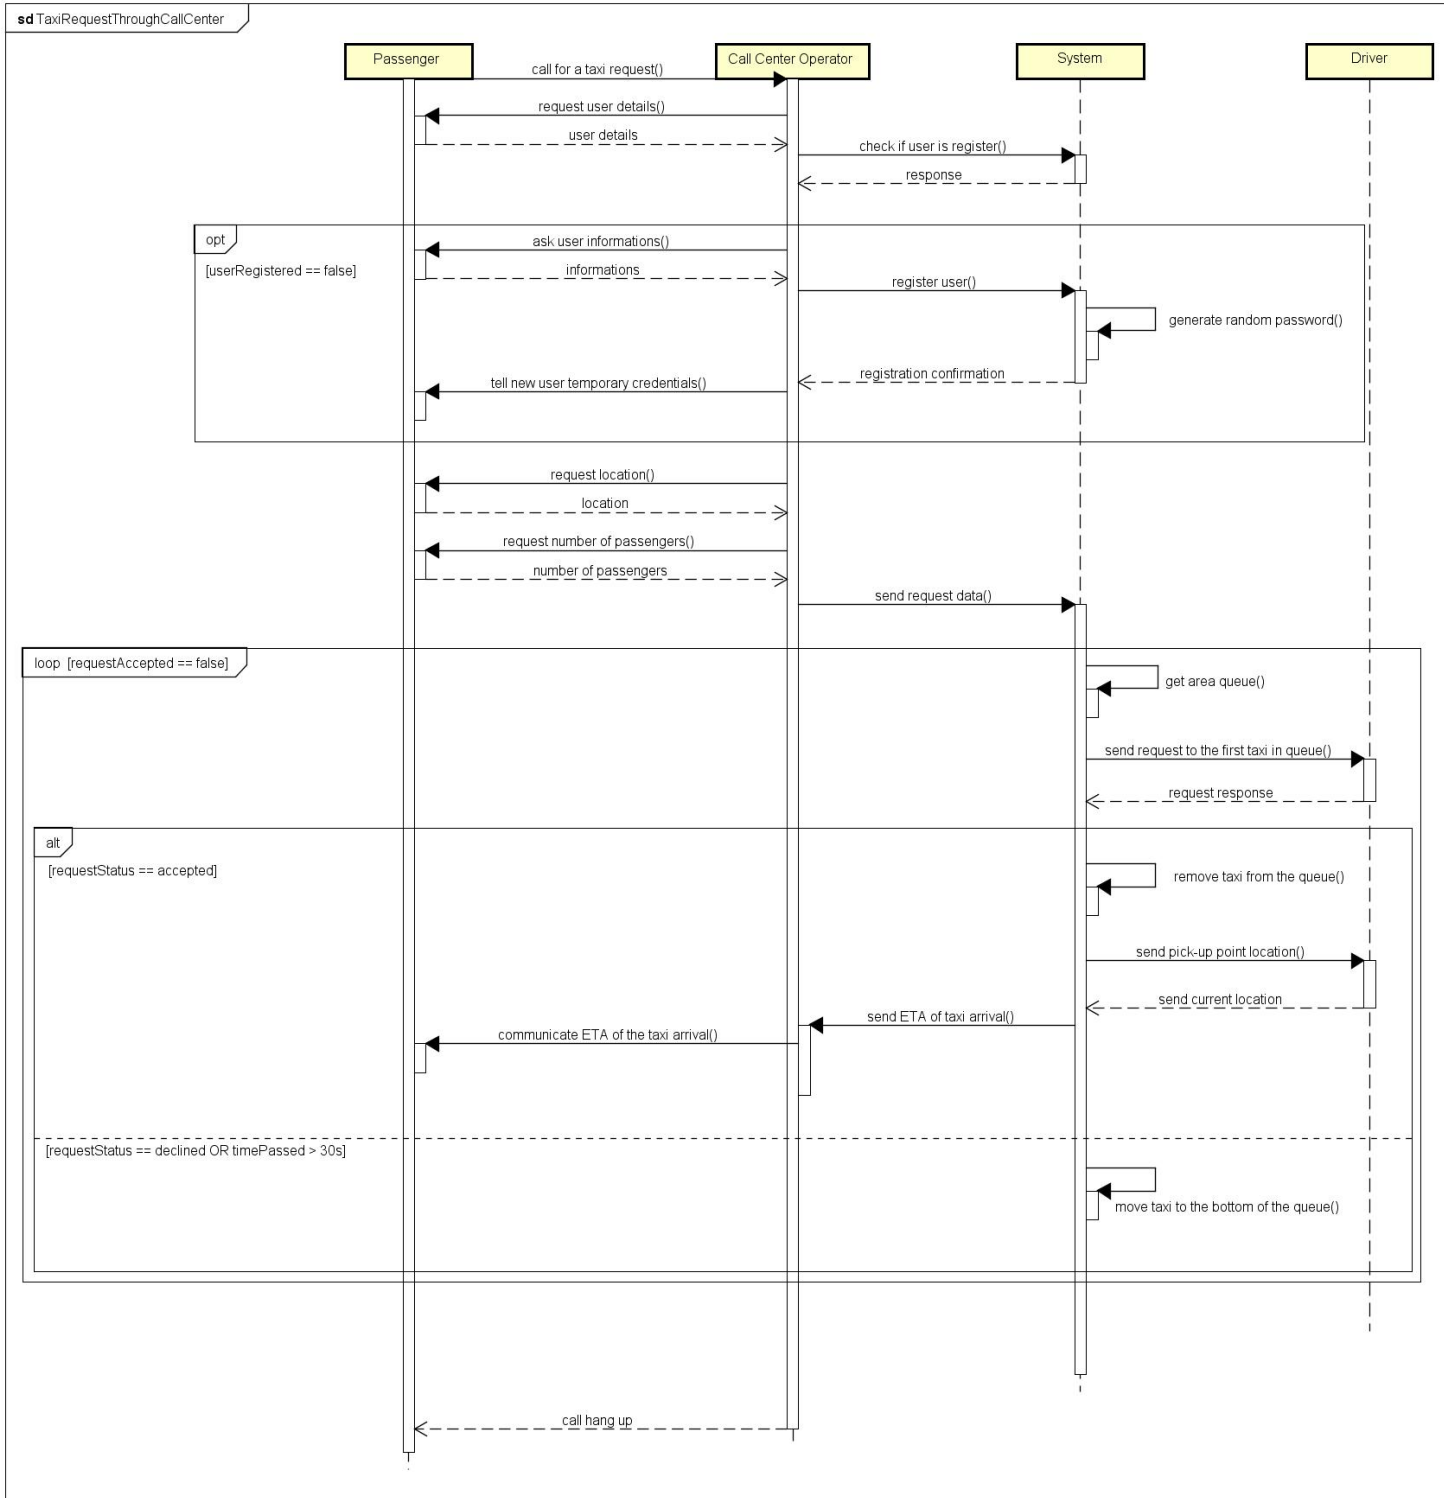 sd TaxiRequestThroughCallCenter
Passenger
Call Center Operator
System
Driver
call for a taxi request()
request user details()
user details
check if user is register()
response
opt
[userRegistered == false]
ask user informations()
informations
register user()
generate random password()
registration confirmation
tell new user temporary credentials()
request location()
location
request number of passengers()
number of passengers
send request data()
loop [requestAccepted == false]
get area queue()
send request to the first taxi in queue()
request response
alt
[requestStatus == accepted]
remove taxi from the queue()
send pick-up point location()
send current location
send ETA of taxi arrival()
communicate ETA of the taxi arrival()
[requestStatus == declined OR timePassed > 30s]
move taxi to the bottom of the queue()
call hang up